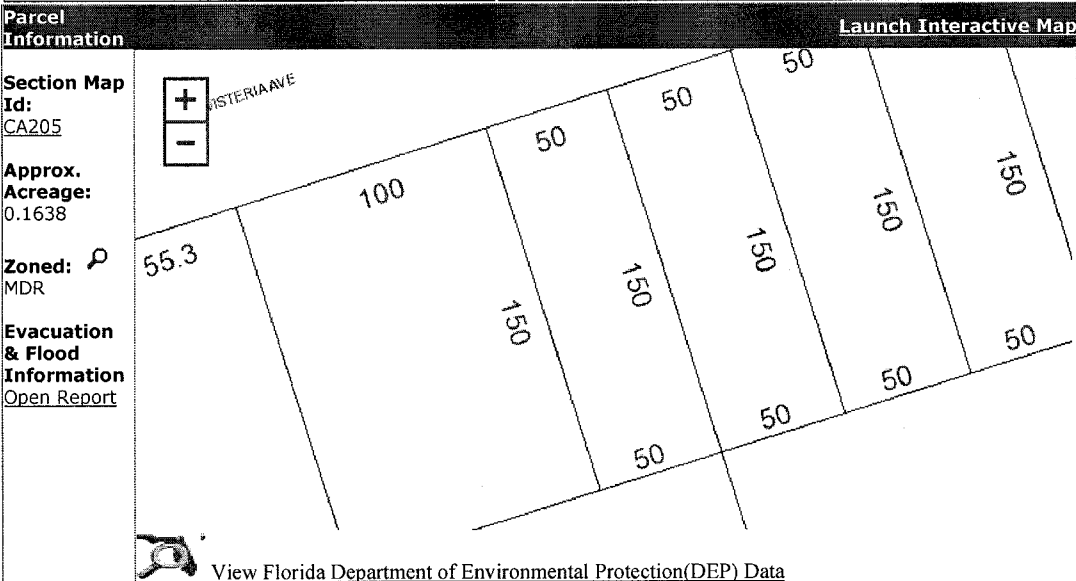 Parcel
Information
Launch Interactive Map
Section Map
Id:
CA205
Approx.
Acreage:
0.1638
Zoned:
MDR
Evacuation
& Flood
Information
Open Report
+
-
ISTERIA AVE
55.3
100
50
50
50
150
150
150
150
150
50
50
50
50
View Florida Department of Environmental Protection(DEP) Data